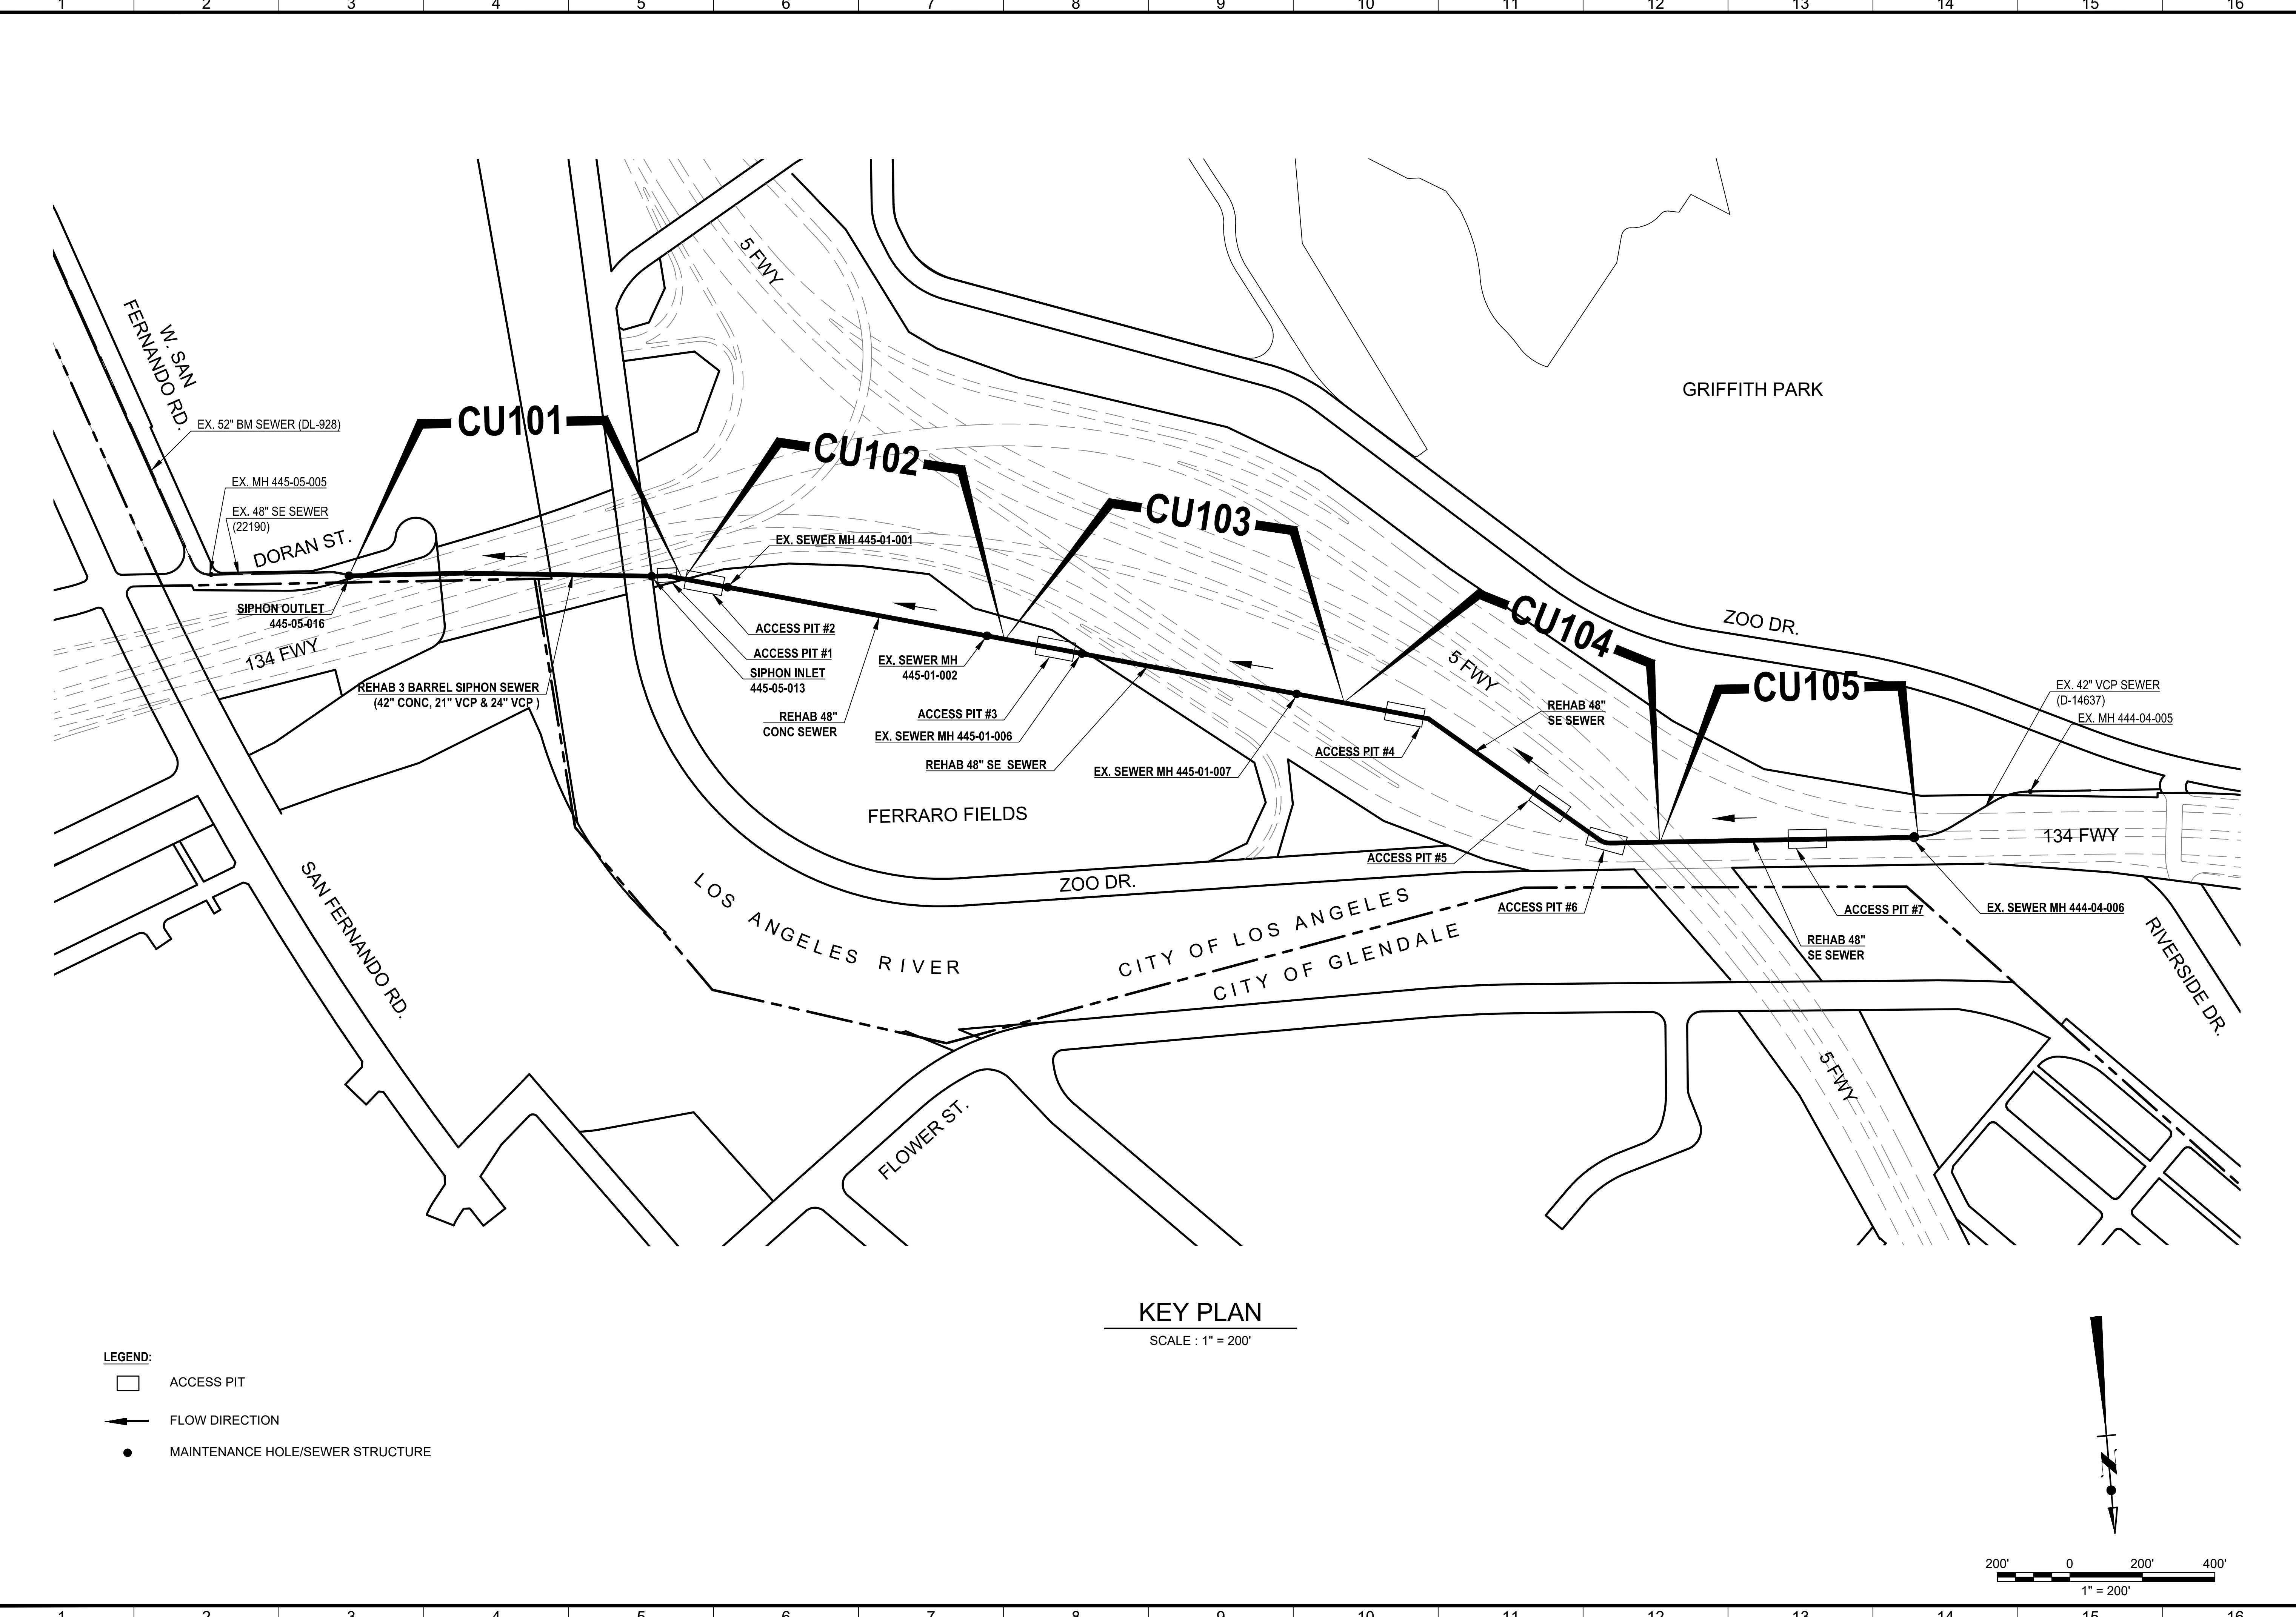 1 2 3 4 5 6 7 8 9 10 11 12 13 14 15 16
5 FWY
W. SAN
FERNANDO RD.
GRIFFITH PARK
EX. 52" BM SEWER (DL-928)
CU101
CU102
CU103
CU104
CU105
EX. MH 445-05-005
EX. 48" SE SEWER
(22190)
DORAN ST.
EX. SEWER MH 445-01-001
SIPHON OUTLET
445-05-016
134 FWY
ZOO DR.
ACCESS PIT #2
ACCESS PIT #1
SIPHON INLET
445-05-013
EX. SEWER MH
445-01-002
REHAB 3 BARREL SIPHON SEWER
(42" CONC, 21" VCP & 24" VCP )
REHAB 48"
CONC SEWER
ACCESS PIT #3
EX. SEWER MH 445-01-006
REHAB 48" SE SEWER
EX. SEWER MH 445-01-007
5 FWY
REHAB 48"
SE SEWER
ACCESS PIT #4
EX. 42" VCP SEWER
(D-14637)
EX. MH 444-04-005
FERRARO FIELDS
134 FWY
ACCESS PIT #5
ZOO DR.
ACCESS PIT #6
ACCESS PIT #7
EX. SEWER MH 444-04-006
REHAB 48"
SE SEWER
SAN FERNANDO RD.
LOS ANGELES RIVER
CITY OF LOS ANGELES
CITY OF GLENDALE
RIVERSIDE DR.
5 FWY
FLOWER ST.
KEY PLAN
SCALE : 1" = 200'
LEGEND:
ACCESS PIT
FLOW DIRECTION
MAINTENANCE HOLE/SEWER STRUCTURE
N
200' 0 200' 400'
1" = 200'
1 2 3 4 5 6 7 8 9 10 11 12 13 14 15 16